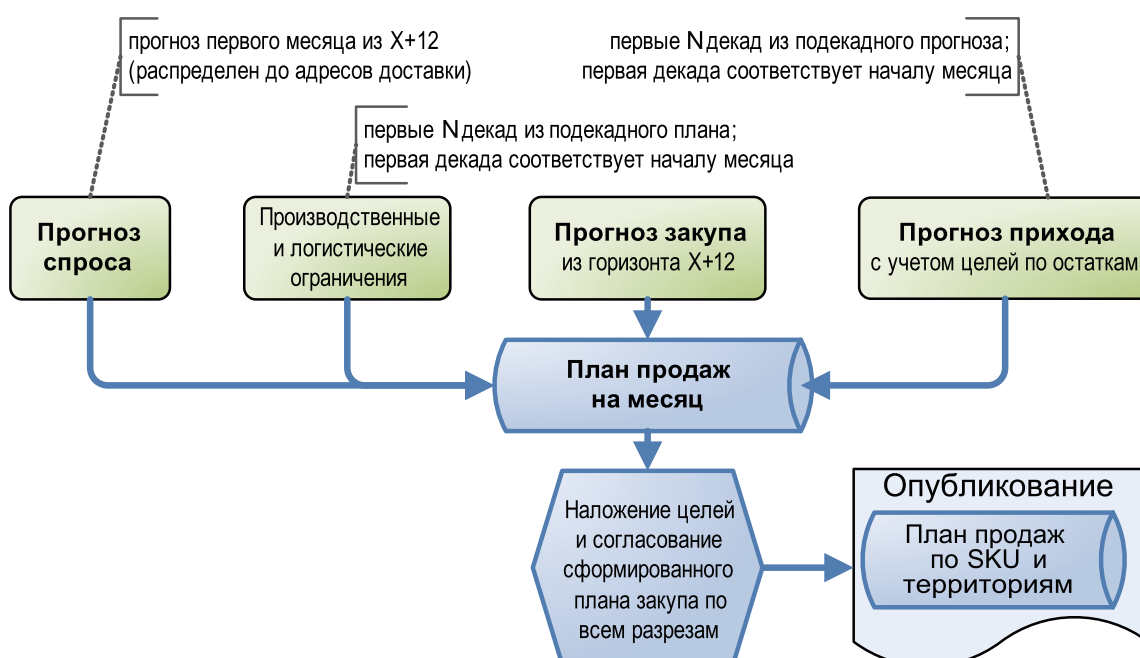 прогноз первого месяца из X+12
(распределен до адресов доставки)
первые N декад из подекадного прогноза;
первая декада соответствует началу месяца
первые N декад из подекадного плана;
первая декада соответствует началу месяца
Прогноз
спроса
Производственные
и логистические
ограничения
Прогноз закупа
из горизонта X+12
Прогноз прихода
с учетом целей по остаткам
План продаж
на месяц
Наложение целей
и согласование
сформированного
плана закупа по
всем разрезам
Опубликование
План продаж
по SKU и
территориям